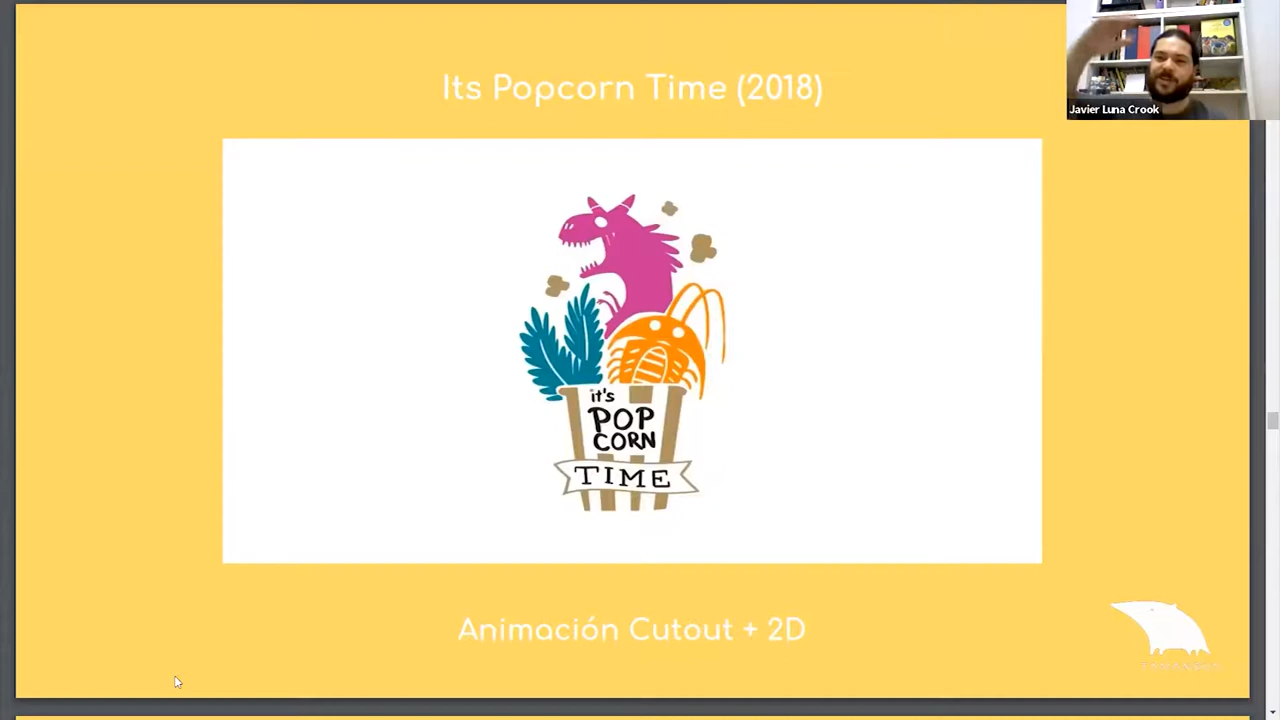 Its Popcorn Time (2018)
Javier Luna Crook
it's
POP
CORN
TIME
Animación Cutout + 2D